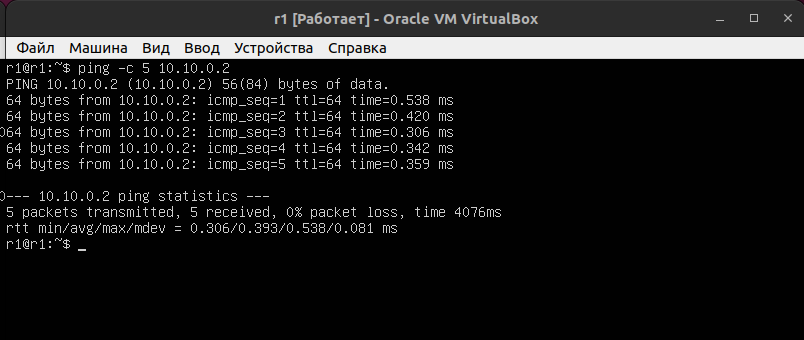 r1 [Работает] - Oracle VM VirtualBox
Файл Машина Вид Ввод Устройства Справка
r1@r1:~$ ping -c 5 10.10.0.2
PING 10.10.0.2 (10.10.0.2) 56(84) bytes of data.
64 bytes from 10.10.0.2: icmp_seq=1 ttl=64 time=0.538 ms
64 bytes from 10.10.0.2: icmp_seq=2 ttl=64 time=0.420 ms
64 bytes from 10.10.0.2: icmp_seq=3 ttl=64 time=0.306 ms
64 bytes from 10.10.0.2: icmp_seq=4 ttl=64 time=0.342 ms
64 bytes from 10.10.0.2: icmp_seq=5 ttl=64 time=0.359 ms
--- 10.10.0.2 ping statistics ---
5 packets transmitted, 5 received, 0% packet loss, time 4076ms
rtt min/avg/max/mdev = 0.306/0.393/0.538/0.081 ms
r1@r1:~$ _